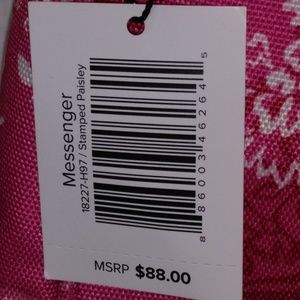 Messenger
18227-H97 / Stamped Paisley
8 86003 46264 5
MSRP $88.00